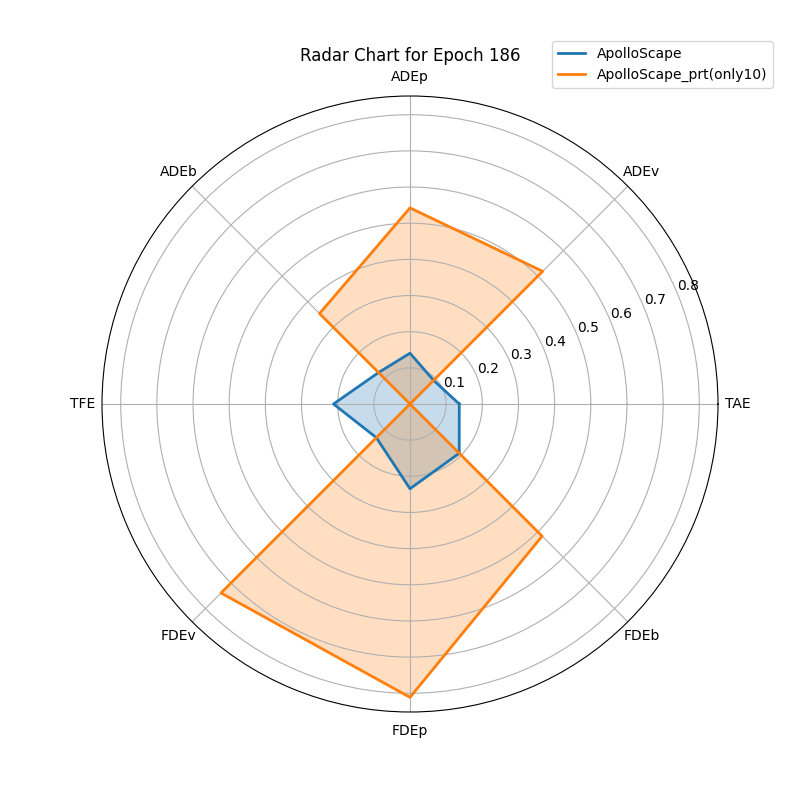 Radar Chart for Epoch 186
ApolloScape
ApolloScape_prt(only10)
ADEp
ADEb
ADEv
0.8
0.7
0.6
0.5
0.4
0.3
0.2
0.1
TFE
TAE
FDEv
FDEb
FDEp